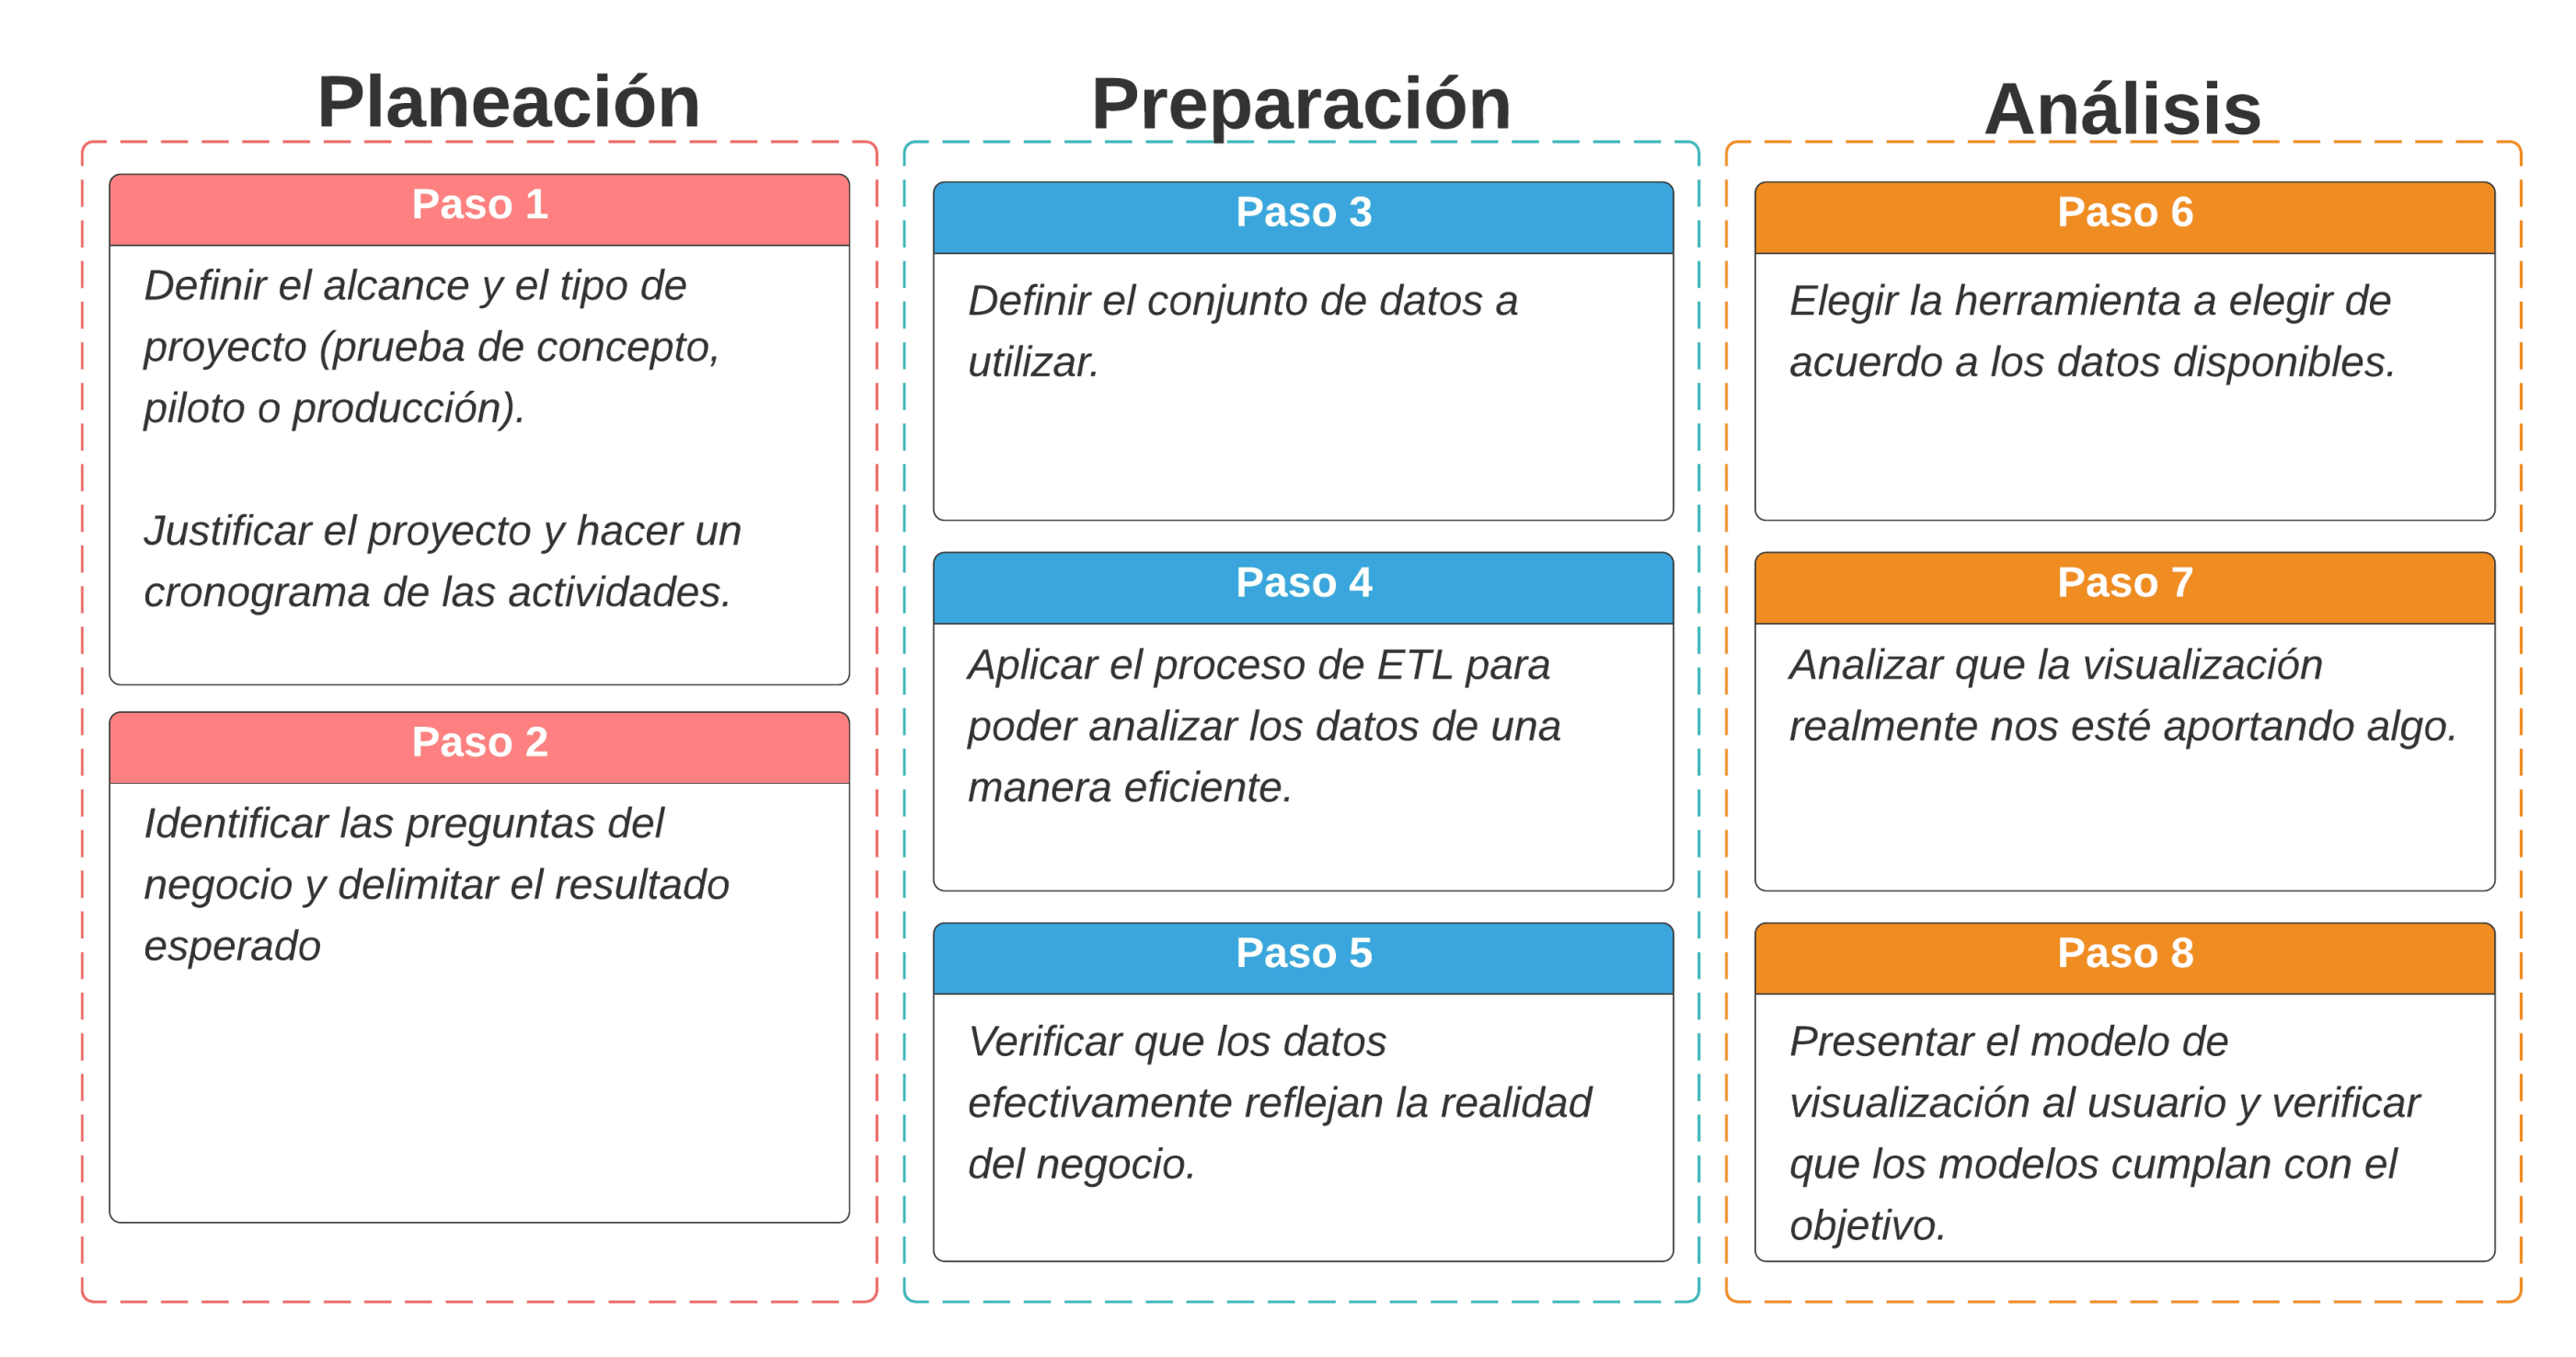 Planeación
Paso 1
Definir el alcance y el tipo de
proyecto (prueba de concepto,
piloto o producción).
Justificar el proyecto y hacer un
cronograma de las actividades.
Paso 2
Identificar las preguntas del
negocio y delimitar el resultado
esperado
Preparación
Paso 3
Definir el conjunto de datos a
utilizar.
Paso 4
Aplicar el proceso de ETL para
poder analizar los datos de una
manera eficiente.
Paso 5
Verificar que los datos
efectivamente reflejan la realidad
del negocio.
Análisis
Paso 6
Elegir la herramienta a elegir de
acuerdo a los datos disponibles.
Paso 7
Analizar que la visualización
realmente nos esté aportando algo.
Paso 8
Presentar el modelo de
visualización al usuario y verificar
que los modelos cumplan con el
objetivo.